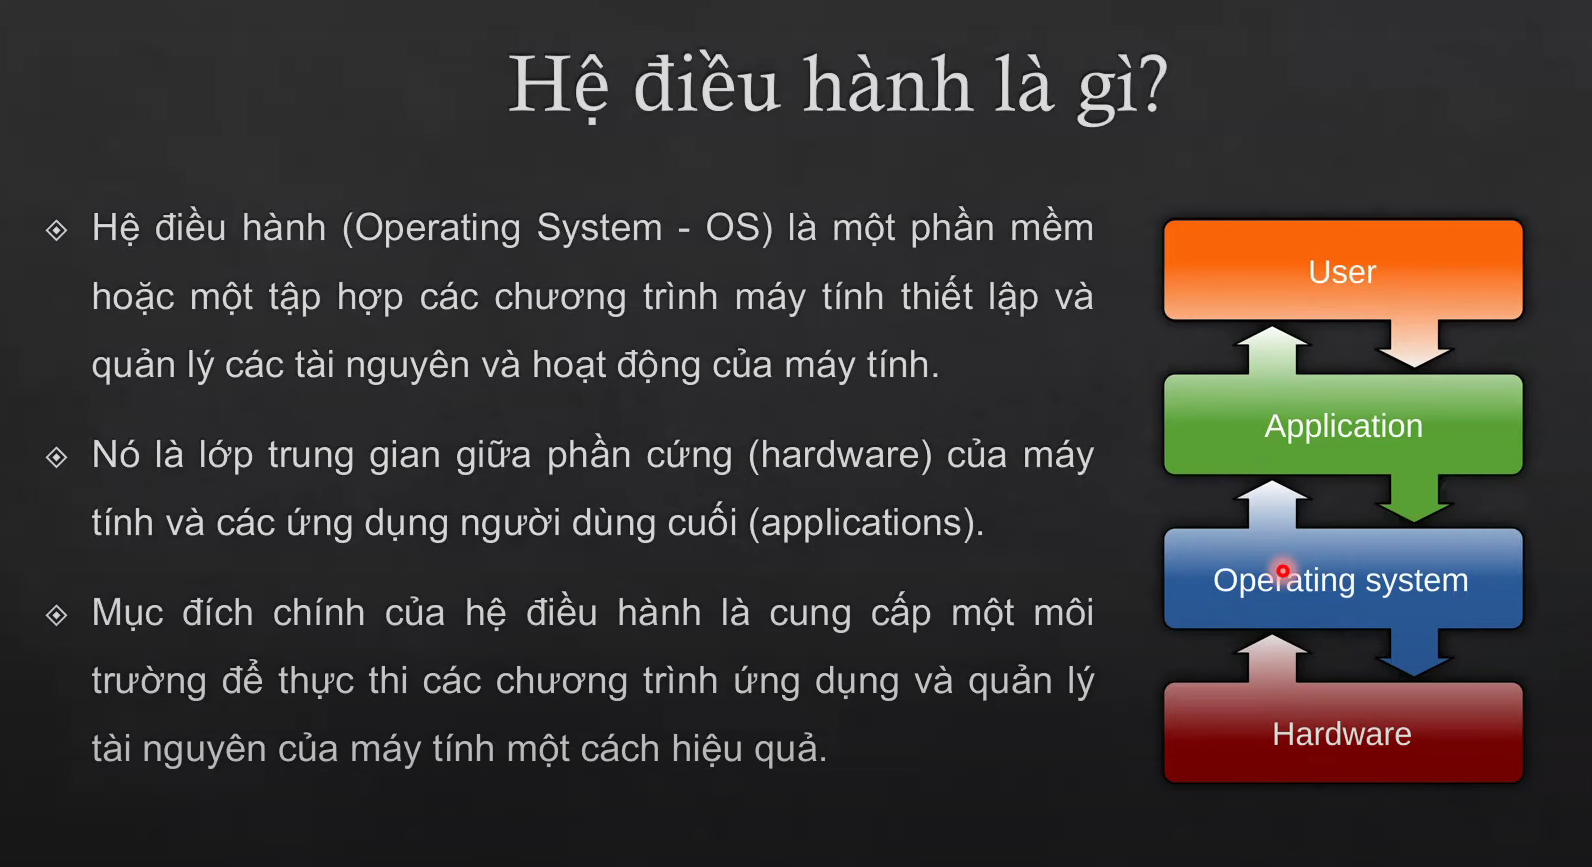 Hệ điều hành là gì?
Hệ điều hành (Operating System - OS) là một phần mềm
hoặc một tập hợp các chương trình máy tính thiết lập và
quản lý các tài nguyên và hoạt động của máy tính.
Nó là lớp trung gian giữa phần cứng (hardware) của máy
tính và các ứng dụng người dùng cuối (applications).
Mục đích chính của hệ điều hành là cung cấp một môi
trường để thực thi các chương trình ứng dụng và quản lý
tài nguyên của máy tính một cách hiệu quả.
User
Application
Operating system
Hardware